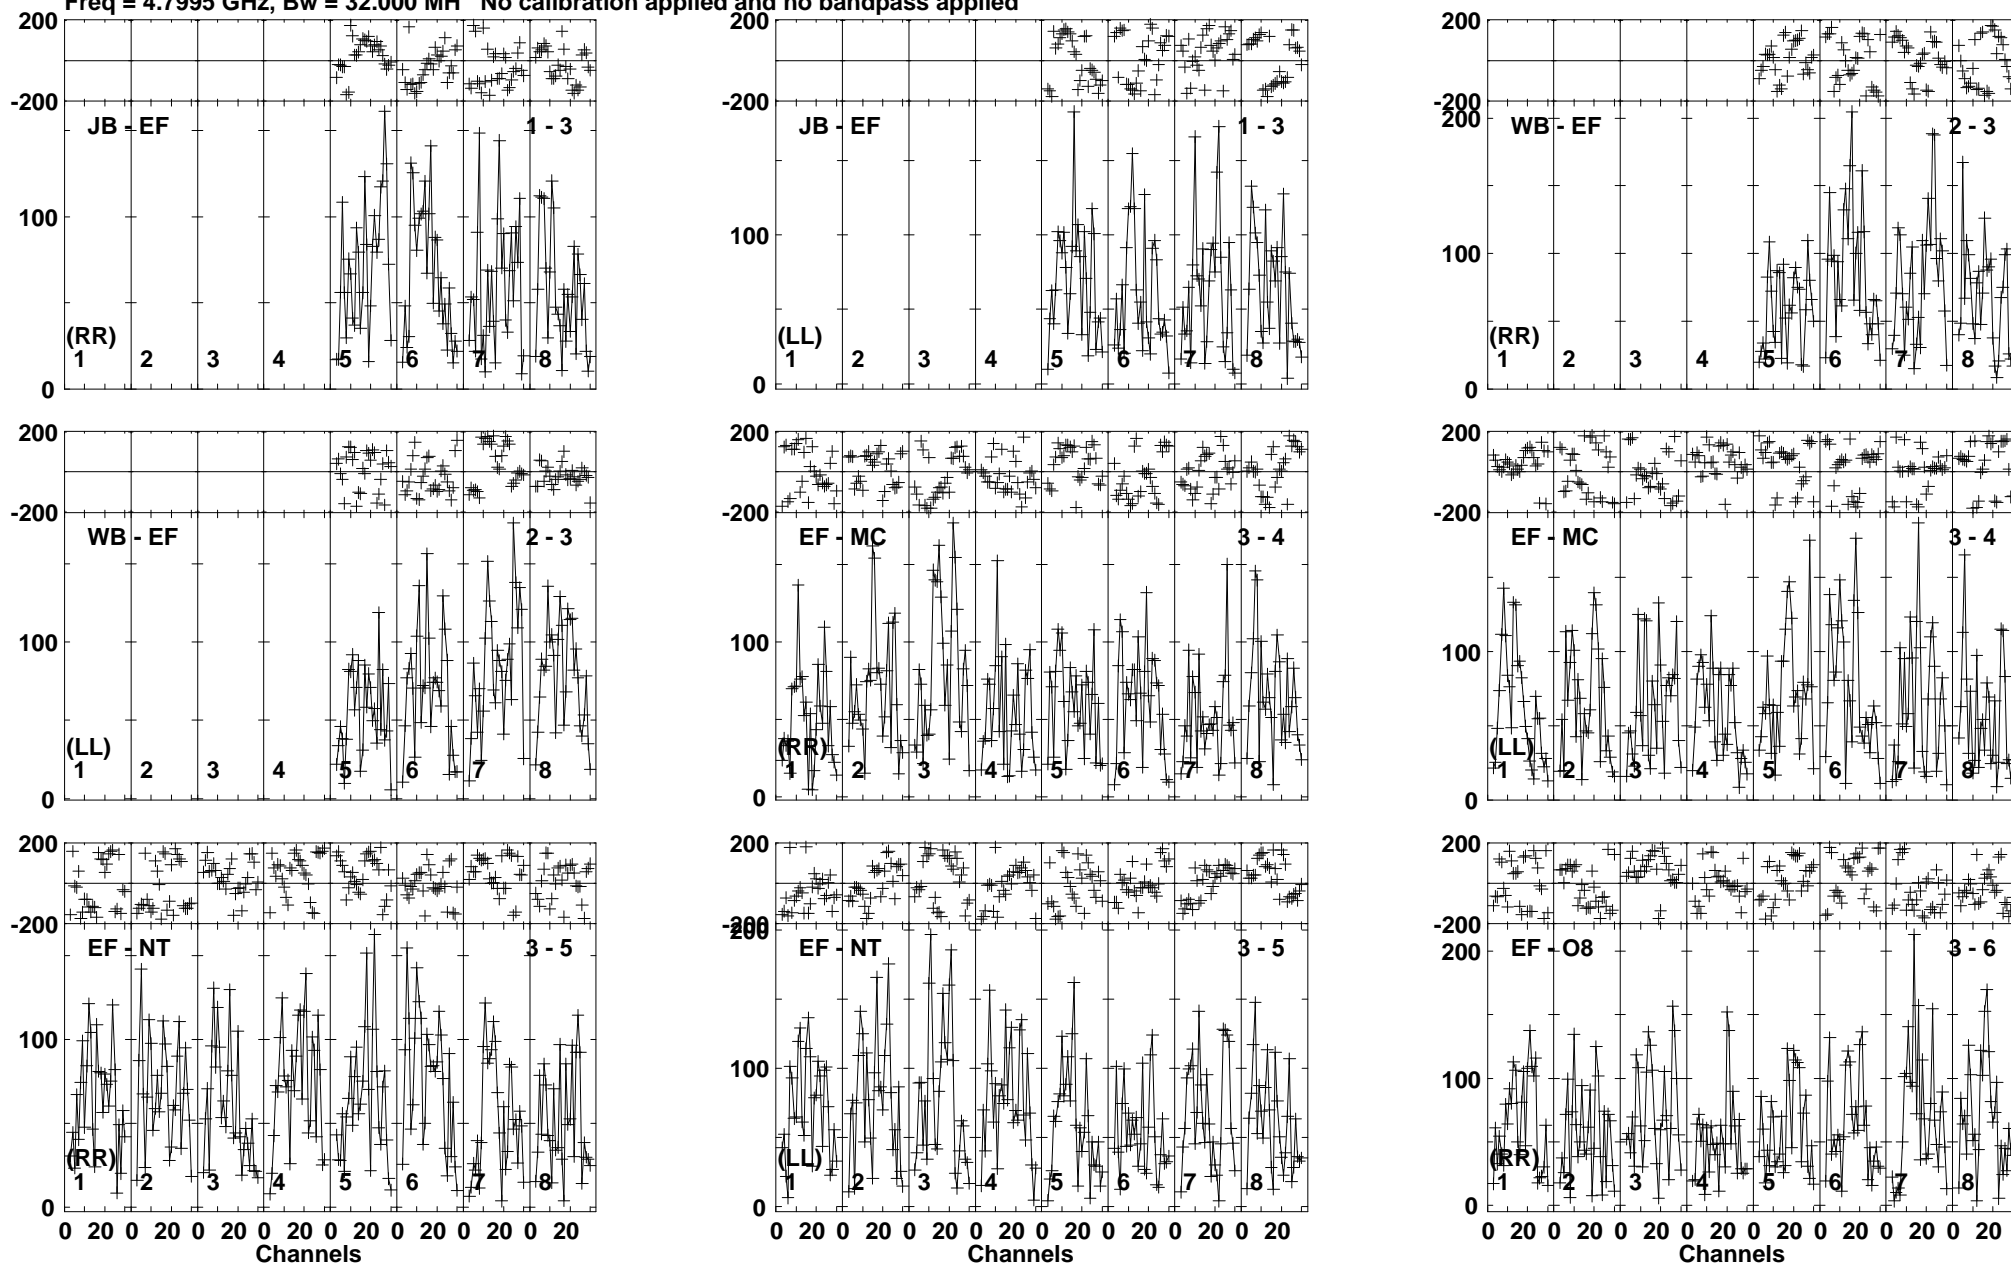 Freq = 4.7995 GHz, Bw = 32.000 MH No calibration applied and no bandpass applied
200 200 200
-200 -200 -200
JB - EF 1 - 3 JB - EF 1 - 3 200 WB - EF 2 - 3
100 100 100
(RR) (LL) (RR)
1 2 3 4 5 6 7 8 1 2 3 4 5 6 7 8 1 2 3 4 5 6 7 8
0 0 0
200 200 200
-200 -200 -200
WB - EF 2 - 3 EF - MC 3 - 4 EF - MC 3 - 4
100 100 100
(LL) (RR) (LL)
1 2 3 4 5 6 7 8 1 2 3 4 5 6 7 8 1 2 3 4 5 6 7 8
0 0 0
200 200 200
-200 -200 -200
EF - NT 3 - 5 200 EF - NT 3 - 5 200 EF - O8 3 - 6
100 100 100
(RR) (LL) (RR)
1 2 3 4 5 6 7 8 1 2 3 4 5 6 7 8 1 2 3 4 5 6 7 8
0 0 0
0 20 0 20 0 20 0 20 0 20 0 20 0 20 0 20 0 20 0 20 0 20 0 20 0 20 0 20 0 20 0 20 0 20 0 20 0 20 0 20 0 20 0 20 0 20 0 20
Channels Channels Channels